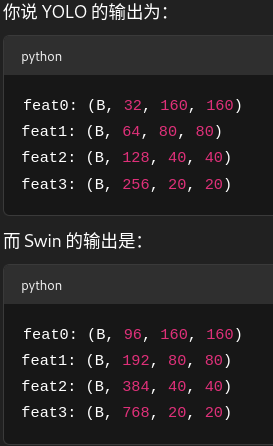 你说 YOLO 的输出为：
python
feat0: (B, 32, 160, 160)
feat1: (B, 64, 80, 80)
feat2: (B, 128, 40, 40)
feat3: (B, 256, 20, 20)
而 Swin 的输出是：
python
feat0: (B, 96, 160, 160)
feat1: (B, 192, 80, 80)
feat2: (B, 384, 40, 40)
feat3: (B, 768, 20, 20)